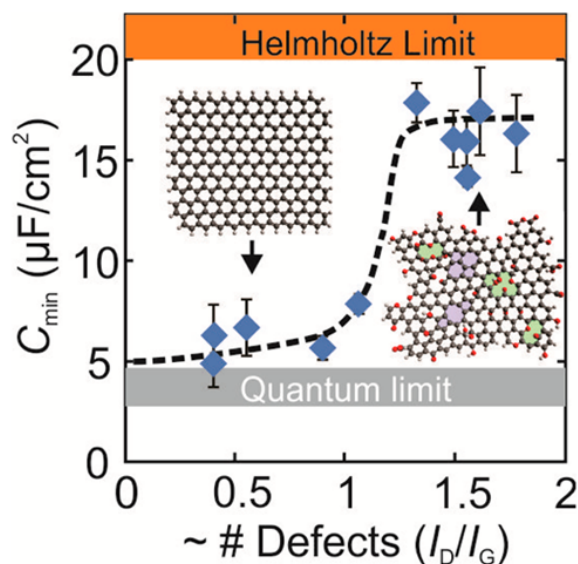 Helmholtz Limit
20
15
10
5
0
C_min (µF/cm²)
Quantum limit
0 0.5 1 1.5 2
~ # Defects (I_D/I_G)